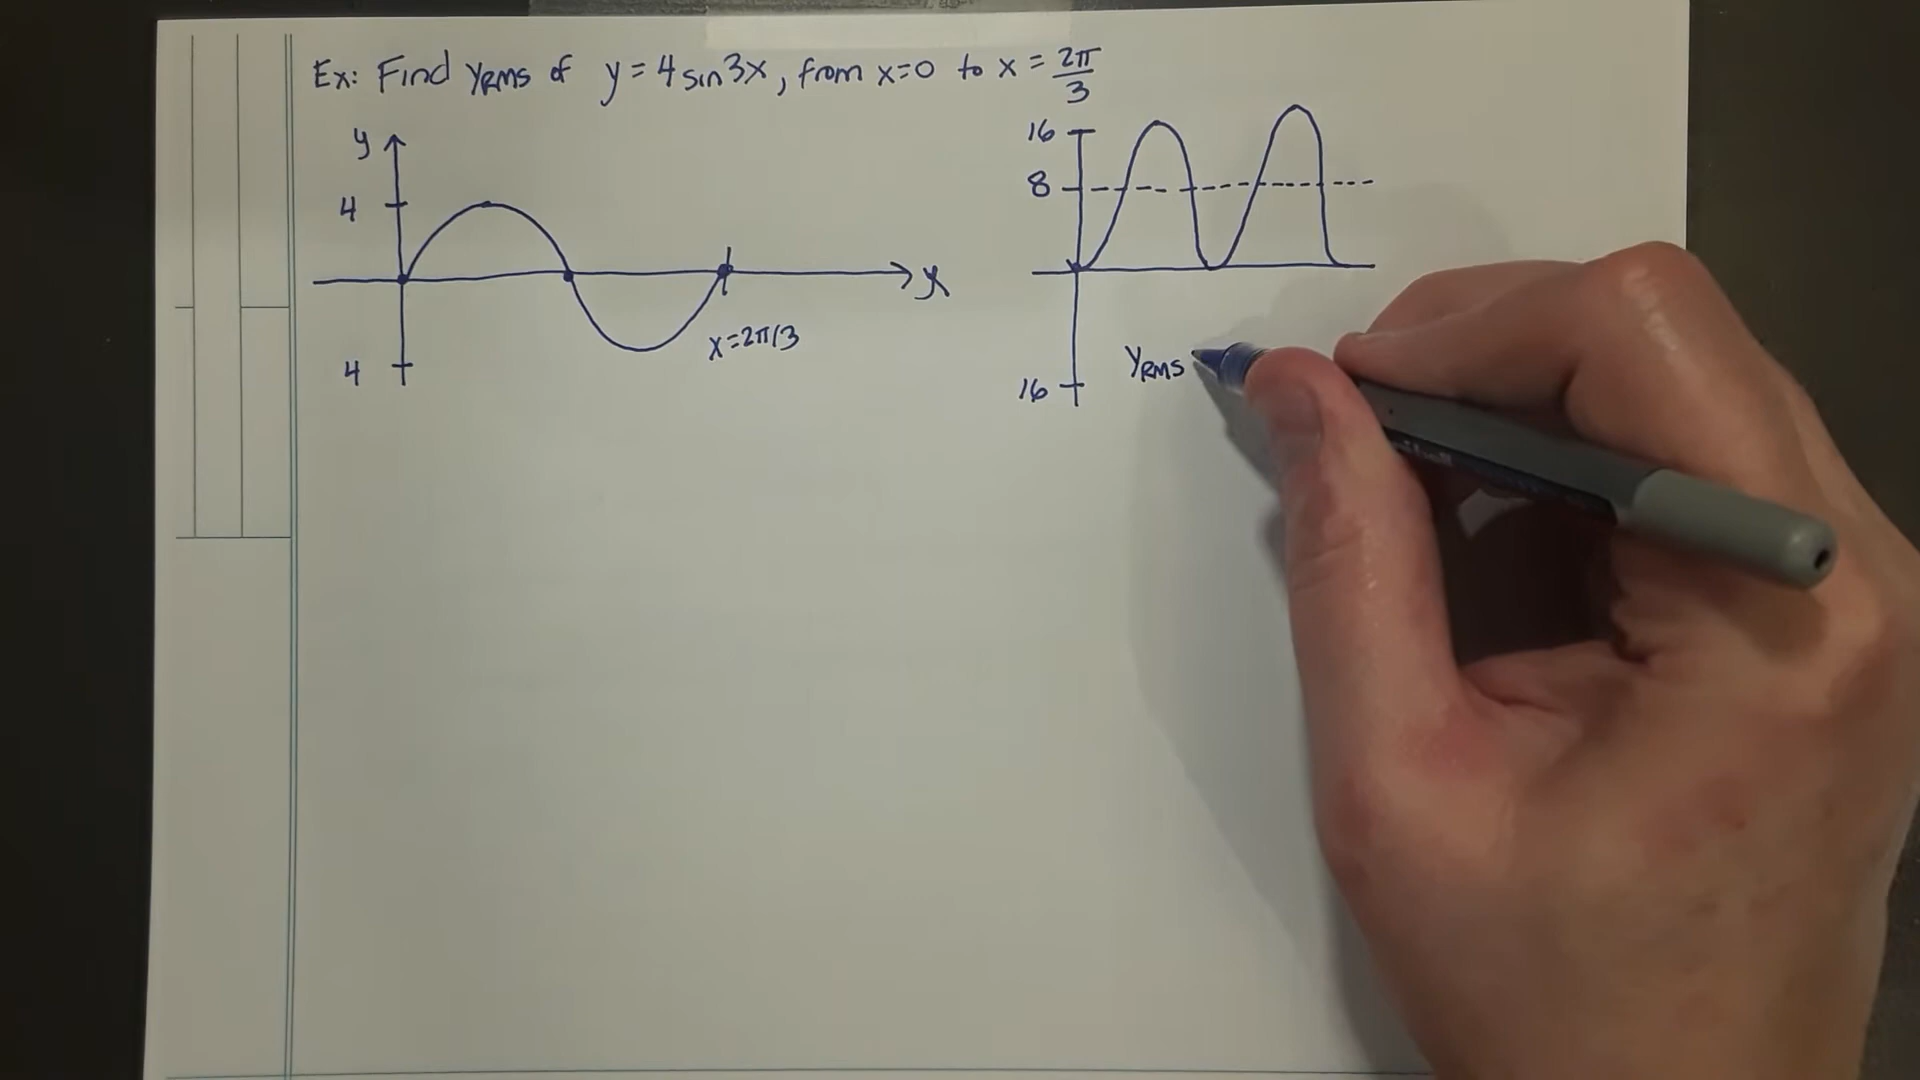 Ex: Find yRMS of y = 4 sin 3x, from x=0 to x = 2π/3
y
4
4
x
x=2π/3
16
8
16
YRMS